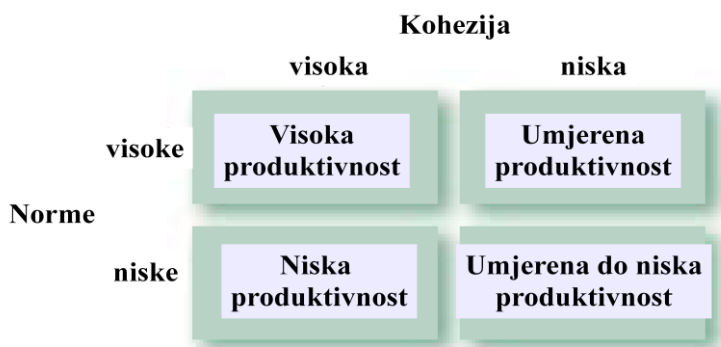 Kohezija
visoka niska
visoke
Visoka
produktivnost
Umjerena
produktivnost
Norme
niske
Niska
produktivnost
Umjerena do niska
produktivnost